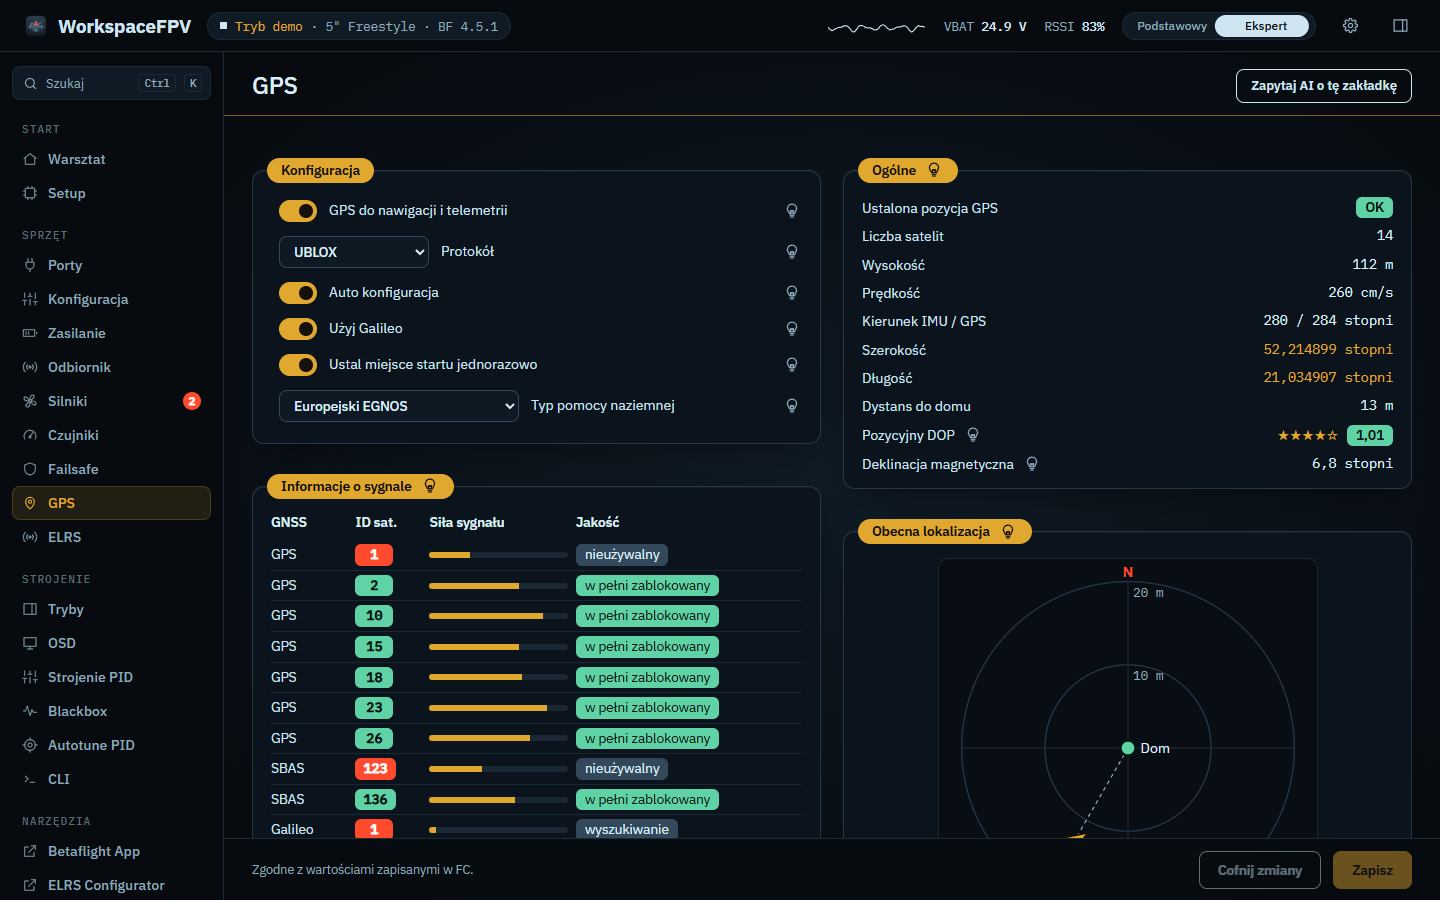 WorkspaceFPV
Tryb demo · 5" Freestyle · BF 4.5.1
VBAT 24.9 V
RSSI 83%
Podstawowy
Ekspert
Szukaj
Ctrl
K
START
Warsztat
Setup
SPRZĘT
Porty
Konfiguracja
Zasilanie
Odbiornik
Silniki
2
Czujniki
Failsafe
GPS
ELRS
STROJENIE
Tryby
OSD
Strojenie PID
Blackbox
Autotune PID
CLI
NARZĘDZIA
Betaflight App
ELRS Configurator
GPS
Zapytaj AI o tę zakładkę
Konfiguracja
GPS do nawigacji i telemetrii
UBLOX
Protokół
Auto konfiguracja
Użyj Galileo
Ustal miejsce startu jednorazowo
Europejski EGNOS
Typ pomocy naziemnej
Informacje o sygnale
GNSS ID sat. Siła sygnału Jakość
GPS 1 nieużywalny
GPS 2 w pełni zablokowany
GPS 10 w pełni zablokowany
GPS 15 w pełni zablokowany
GPS 18 w pełni zablokowany
GPS 23 w pełni zablokowany
GPS 26 w pełni zablokowany
SBAS 123 nieużywalny
SBAS 136 w pełni zablokowany
Galileo 1 wyszukiwanie
Ogólne
Ustalona pozycja GPS OK
Liczba satelit 14
Wysokość 112 m
Prędkość 260 cm/s
Kierunek IMU / GPS 280 / 284 stopni
Szerokość 52,214899 stopni
Długość 21,034907 stopni
Dystans do domu 13 m
Pozycyjny DOP ★★★★☆ 1,01
Deklinacja magnetyczna 6,8 stopni
Obecna lokalizacja
N
20 m
10 m
Dom
Zgodne z wartościami zapisanymi w FC.
Cofnij zmiany
Zapisz